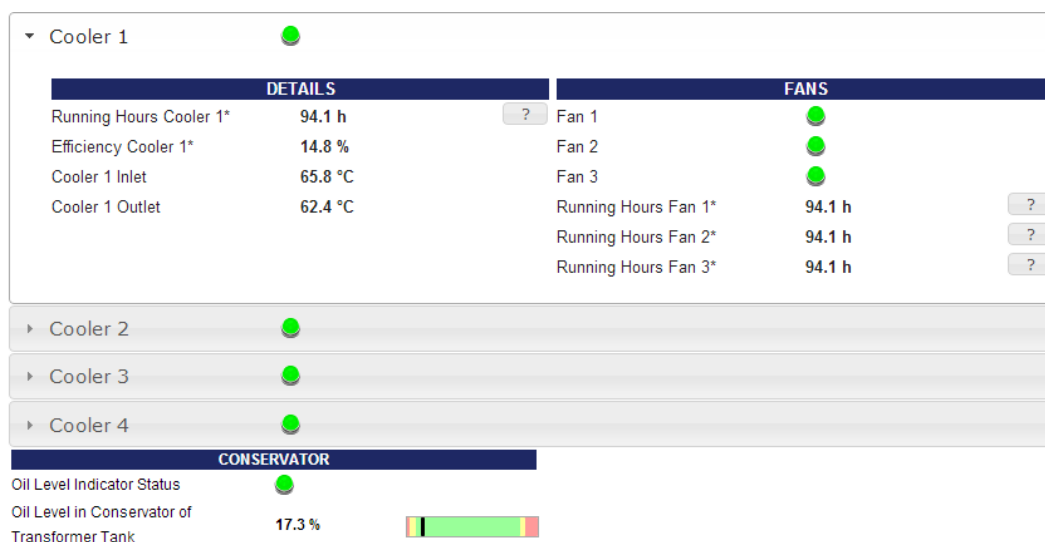 Cooler 1
DETAILS
Running Hours Cooler 1* 94.1 h ?
Efficiency Cooler 1* 14.8 %
Cooler 1 Inlet 65.8 °C
Cooler 1 Outlet 62.4 °C
FANS
Fan 1
Fan 2
Fan 3
Running Hours Fan 1* 94.1 h ?
Running Hours Fan 2* 94.1 h ?
Running Hours Fan 3* 94.1 h ?
Cooler 2
Cooler 3
Cooler 4
CONSERVATOR
Oil Level Indicator Status
Oil Level in Conservator of
Transformer Tank 17.3 %